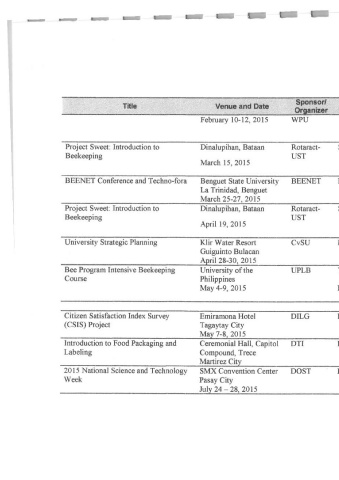 Title
Venue and Date
Sponsor/
Organizer
February 10-12, 2015
WPU
Project Sweet: Introduction to
Beekeeping
Dinalupihan, Bataan
March 15, 2015
Rotaract-
UST
BEENET Conference and Techno-fora
Benguet State University
La Trinidad, Benguet
March 25-27, 2015
BEENET
Project Sweet: Introduction to
Beekeeping
Dinalupihan, Bataan
April 19, 2015
Rotaract-
UST
University Strategic Planning
Klir Water Resort
Guiguinto Bulacan
April 28-30, 2015
CvSU
Bee Program Intensive Beekeeping
Course
University of the
Philippines
May 4-9, 2015
UPLB
Citizen Satisfaction Index Survey
(CSIS) Project
Emiramona Hotel
Tagaytay City
May 7-8, 2015
DILG
Introduction to Food Packaging and
Labeling
Ceremonial Hall, Capitol
Compound, Trece
Martirez City
DTI
2015 National Science and Technology
Week
SMX Convention Center
Pasay City
July 24 – 28, 2015
DOST